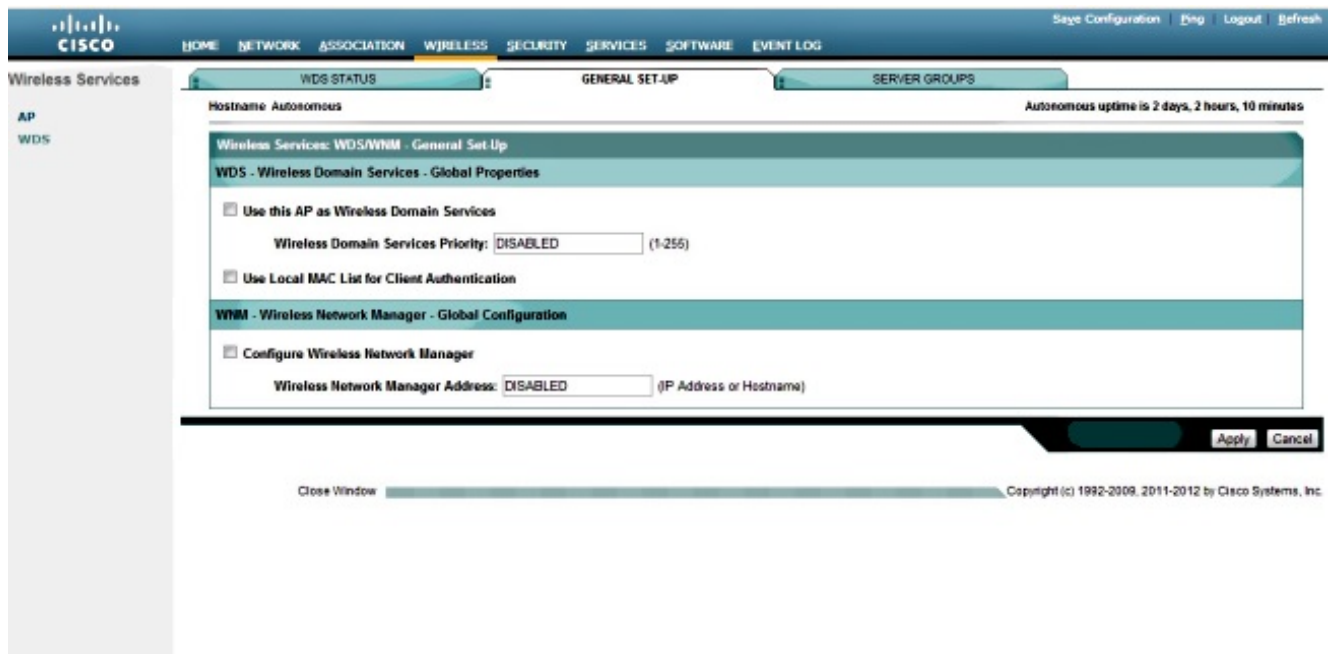 Save Configuration Ping Logout Refresh
CISCO
HOME NETWORK ASSOCIATION WIRELESS SECURITY SERVICES SOFTWARE EVENT LOG
Wireless Services
AP
WDS
WDS STATUS GENERAL SET-UP SERVER GROUPS
Hostname Autonomous Autonomous uptime is 2 days, 2 hours, 10 minutes
Wireless Services: WDS/WNM - General Set-Up
WDS - Wireless Domain Services - Global Properties
Use this AP as Wireless Domain Services
Wireless Domain Services Priority: DISABLED (1-255)
Use Local MAC List for Client Authentication
WNM - Wireless Network Manager - Global Configuration
Configure Wireless Network Manager
Wireless Network Manager Address: DISABLED (IP Address or Hostname)
Apply Cancel
Close Window Copyright (c) 1992-2009, 2011-2012 by Cisco Systems, Inc.